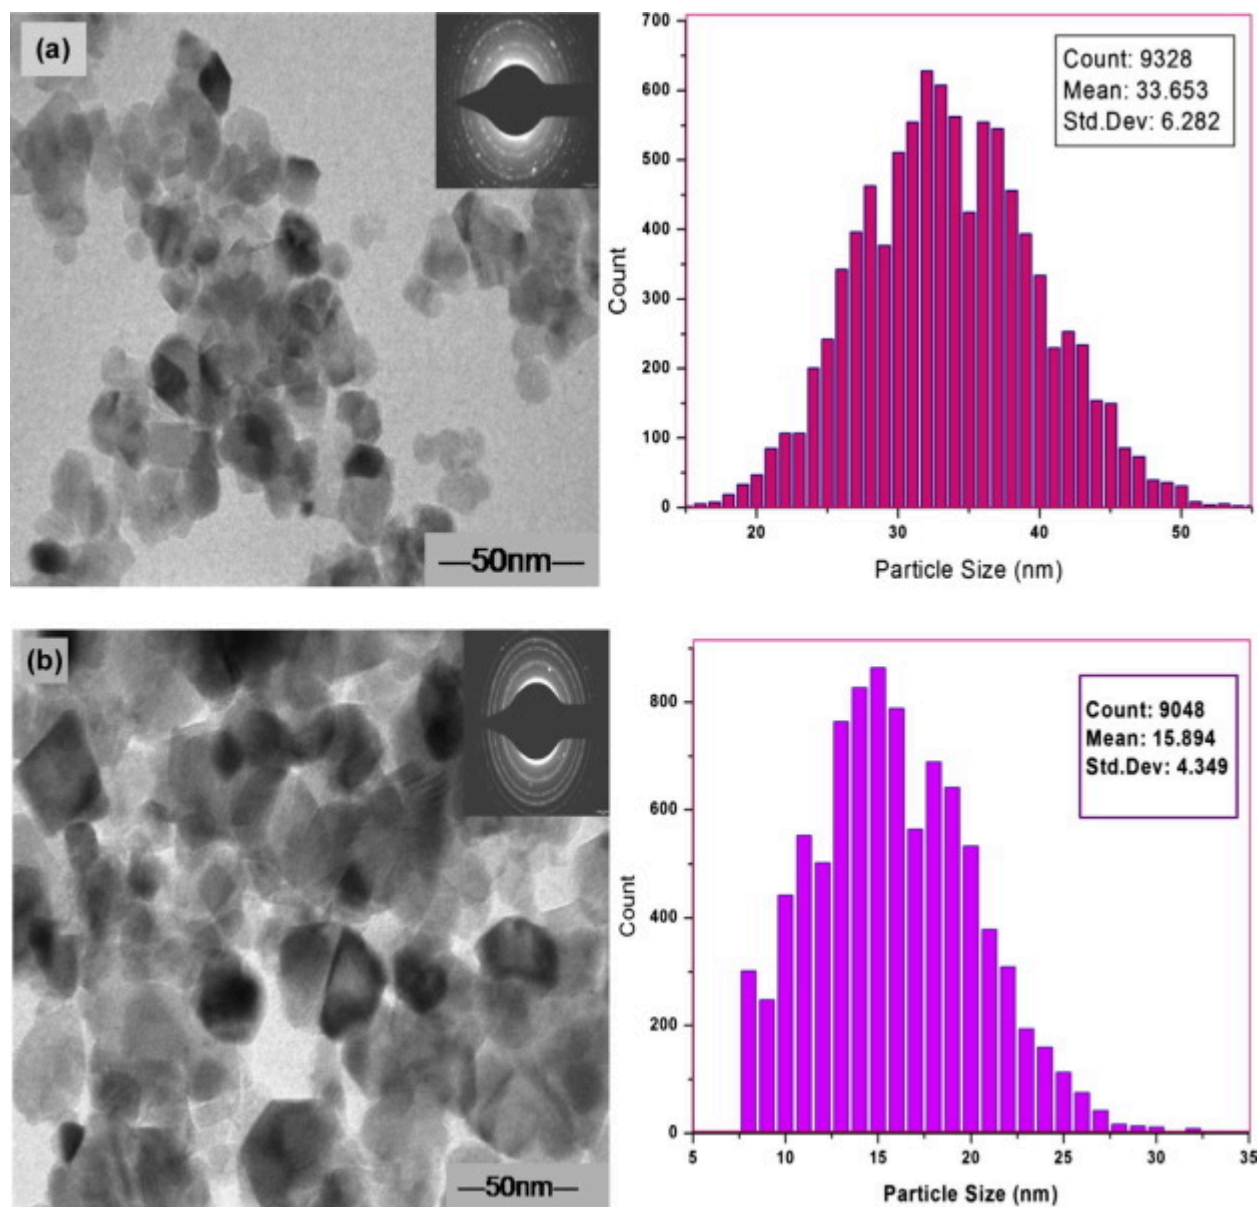 (a)
—50nm—
700
600
500
400
300
200
100
0
Count
Count: 9328
Mean: 33.653
Std.Dev: 6.282
20 30 40 50
Particle Size (nm)
(b)
—50nm—
800
600
400
200
0
Count
Count: 9048
Mean: 15.894
Std.Dev: 4.349
5 10 15 20 25 30 35
Particle Size (nm)